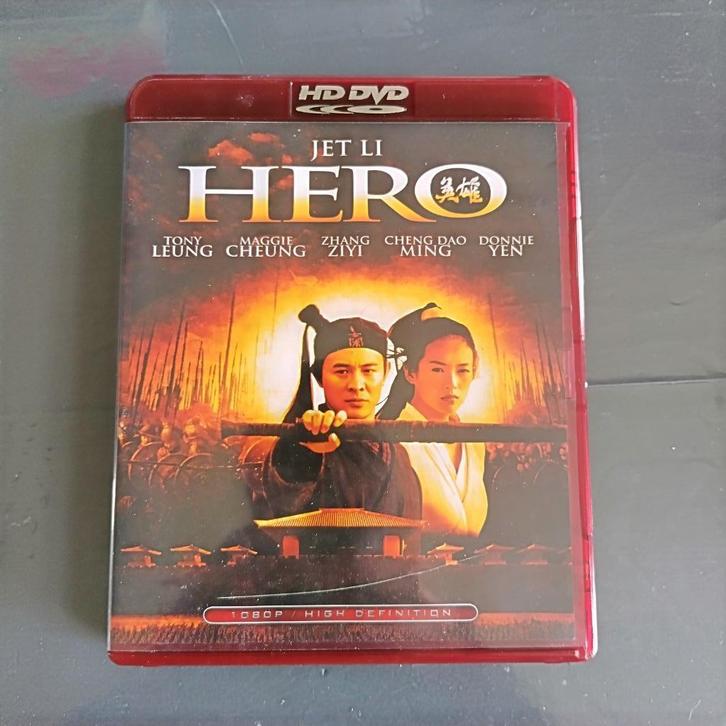 HD DVD
JET LI
HERO 英雄
TONY LEUNG MAGGIE CHEUNG ZHANG ZIYI CHENG DAO MING DONNIE YEN
1080P / HIGH DEFINITION